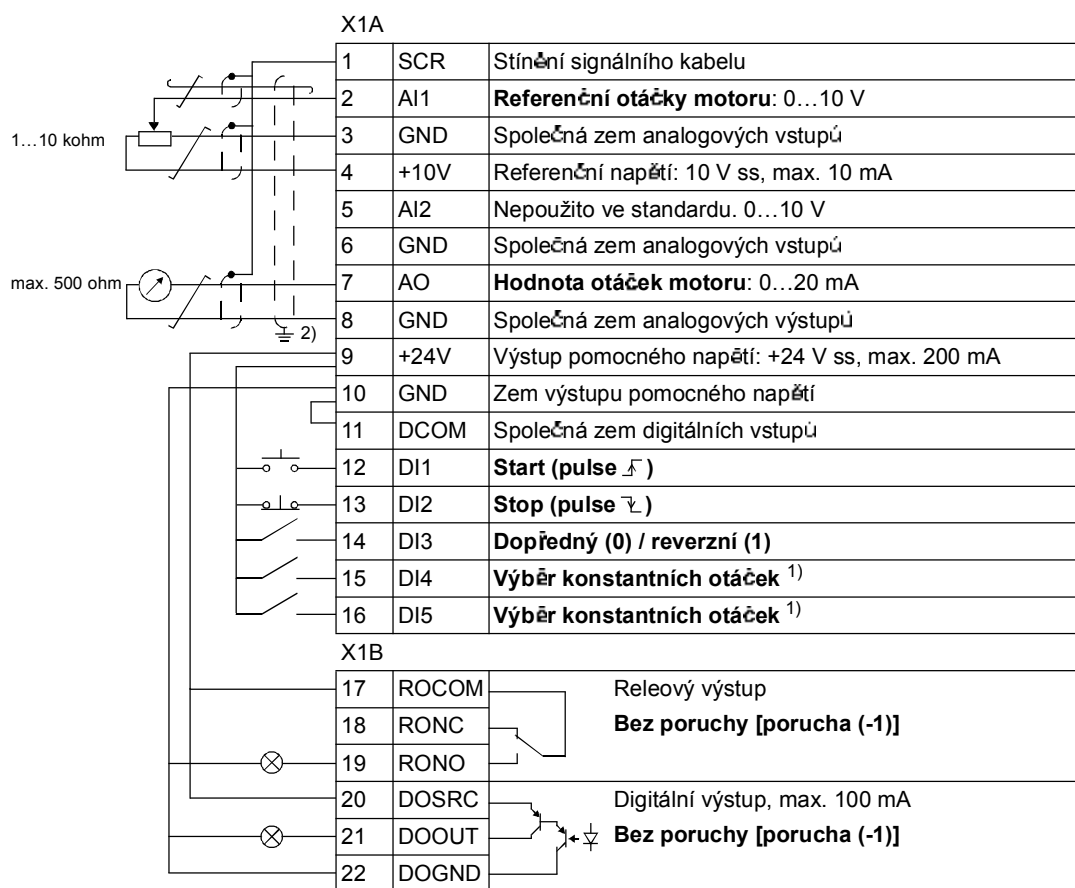 X1A
1 SCR Stínění signálního kabelu
2 AI1 Referenční otáčky motoru: 0…10 V
1…10 kohm
3 GND Společná zem analogových vstupů
4 +10V Referenční napětí: 10 V ss, max. 10 mA
5 AI2 Nepoužito ve standardu. 0…10 V
6 GND Společná zem analogových vstupů
max. 500 ohm
7 AO Hodnota otáček motoru: 0…20 mA
8 GND Společná zem analogových výstupů
2)
9 +24V Výstup pomocného napětí: +24 V ss, max. 200 mA
10 GND Zem výstupu pomocného napětí
11 DCOM Společná zem digitálních vstupů
12 DI1 Start (pulse )
13 DI2 Stop (pulse )
14 DI3 Dopředný (0) / reverzní (1)
15 DI4 Výběr konstantních otáček 1)
16 DI5 Výběr konstantních otáček 1)
X1B
17 ROCOM Releový výstup
18 RONC Bez poruchy [porucha (-1)]
19 RONO
20 DOSRC Digitální výstup, max. 100 mA
21 DOOUT Bez poruchy [porucha (-1)]
22 DOGND